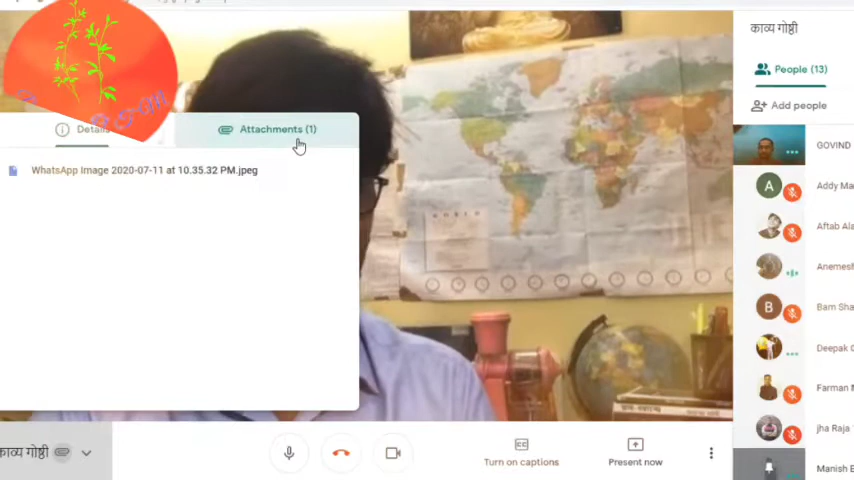 काव्य गोष्ठी
People (13)
Add people
Details
Attachments (1)
WhatsApp Image 2020-07-11 at 10.35.32 PM.jpeg
GOVIND
Addy Ma
Aftab Ala
Anemesh
Bam Sha
Deepak
Farman
jha Raja
Manish
काव्य गोष्ठी
Turn on captions
Present now